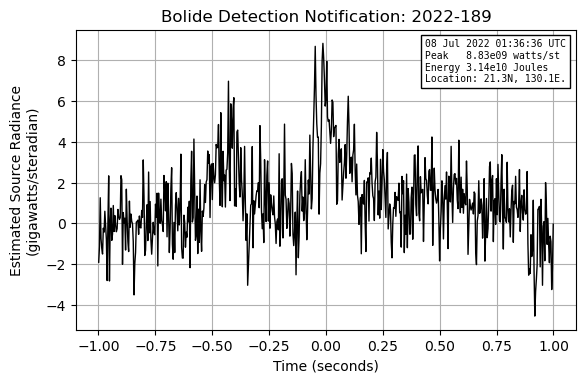 Bolide Detection Notification: 2022-189
08 Jul 2022 01:36:36 UTC
Peak   8.83e09 watts/st
Energy 3.14e10 Joules
Location: 21.3N, 130.1E.
Estimated Source Radiance
(gigawatts/steradian)
8
6
4
2
0
−2
−4
−1.00 −0.75 −0.50 −0.25 0.00 0.25 0.50 0.75 1.00
Time (seconds)